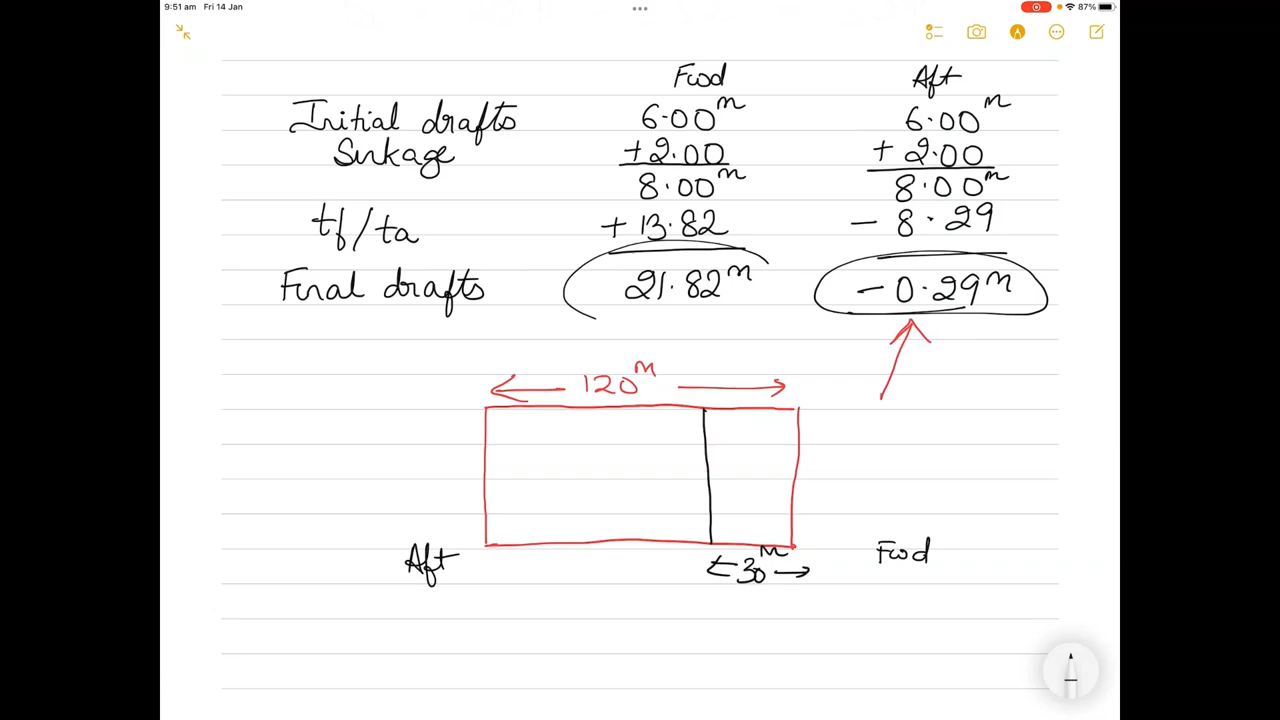 9:51 am Fri 14 Jan
87%
Fwd Aft
Initial drafts 6.00m 6.00m
Sinkage +2.00 +2.00
8.00m 8.00m
tf/ta +13.82 -8.29
Final drafts 21.82m -0.29m
120m
Aft Fwd
30m